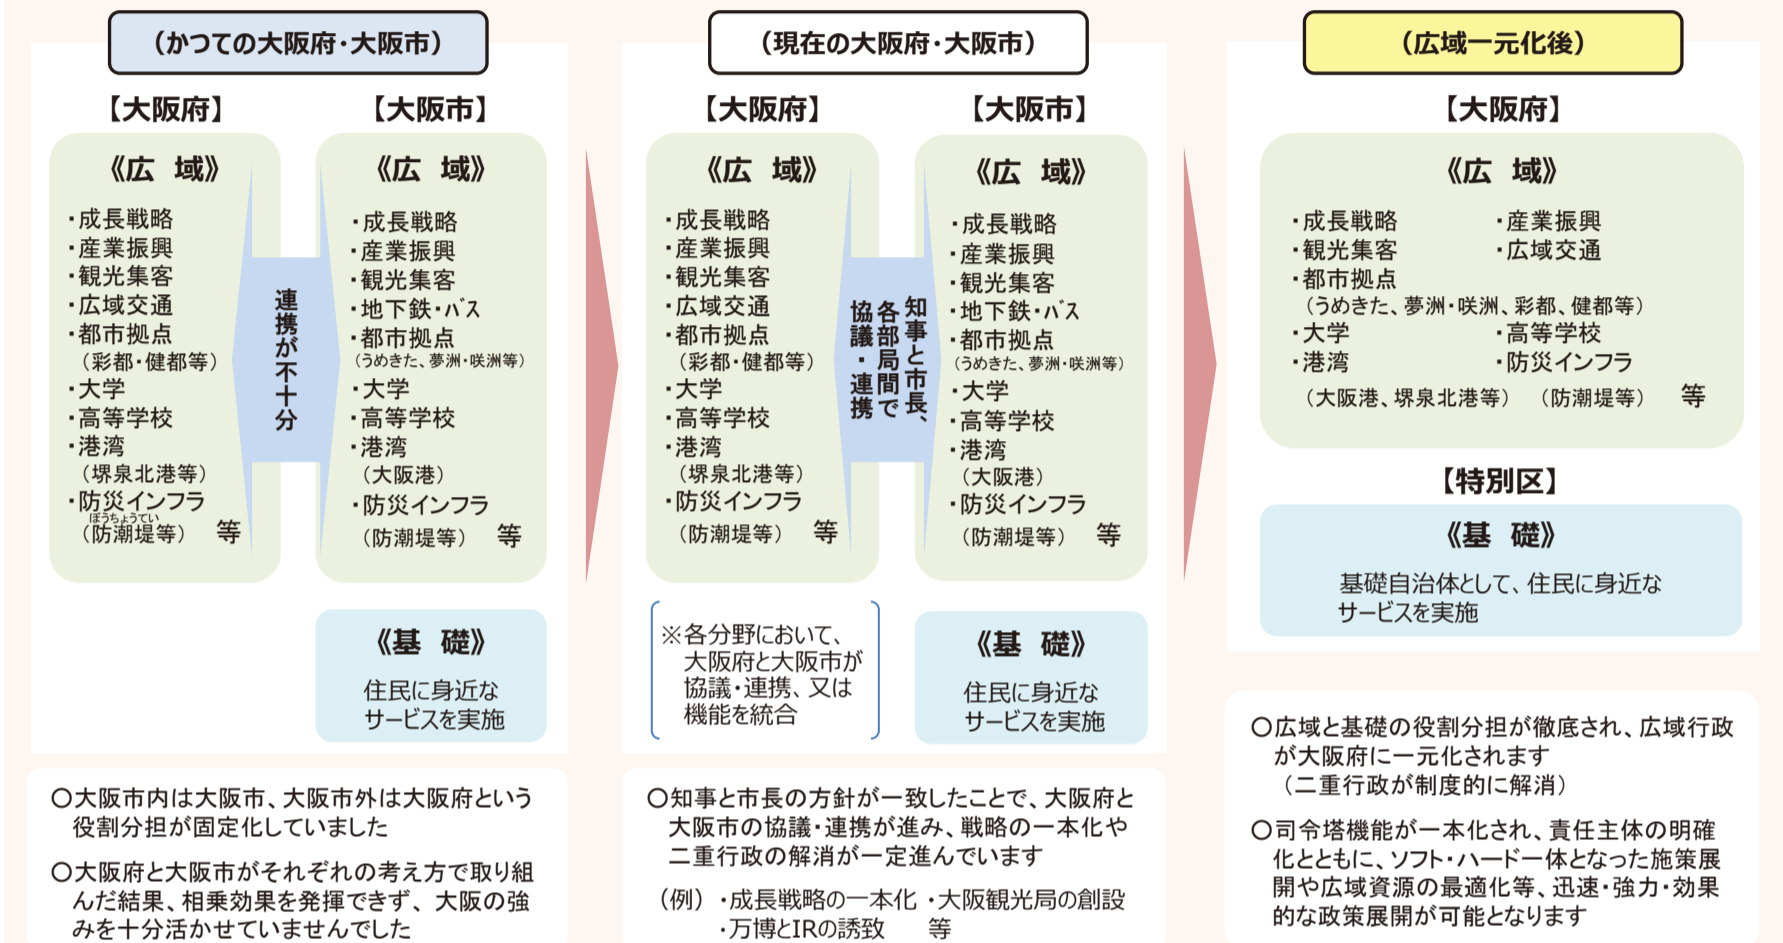 （かつての大阪府・大阪市）
【大阪府】
《広　域》
・成長戦略
・産業振興
・観光集客
・広域交通
・都市拠点
（彩都・健都等）
・大学
・高等学校
・港湾
（堺泉北港等）
・防災インフラ
ぼうちょうてい
（防潮堤等）　等
連携が不十分
【大阪市】
《広　域》
・成長戦略
・産業振興
・観光集客
・地下鉄・バス
・都市拠点
（うめきた、夢洲・咲洲等）
・大学
・高等学校
・港湾
（大阪港）
・防災インフラ
（防潮堤等）　等
《基　礎》
住民に身近な
サービスを実施
〇大阪市内は大阪市、大阪市外は大阪府という
役割分担が固定化していました
〇大阪府と大阪市がそれぞれの考え方で取り組
んだ結果、相乗効果を発揮できず、大阪の強
みを十分活かせていませんでした
（現在の大阪府・大阪市）
【大阪府】
《広　域》
・成長戦略
・産業振興
・観光集客
・広域交通
・都市拠点
（彩都・健都等）
・大学
・高等学校
・港湾
（堺泉北港等）
・防災インフラ
（防潮堤等）　等
知事と市長、
各部局間で
協議・連携
【大阪市】
《広　域》
・成長戦略
・産業振興
・観光集客
・地下鉄・バス
・都市拠点
（うめきた、夢洲・咲洲等）
・大学
・高等学校
・港湾
（大阪港）
・防災インフラ
（防潮堤等）　等
※各分野において、
大阪府と大阪市が
協議・連携、又は
機能を統合
《基　礎》
住民に身近な
サービスを実施
〇知事と市長の方針が一致したことで、大阪府と
大阪市の協議・連携が進み、戦略の一本化や
二重行政の解消が一定進んでいます
（例）・成長戦略の一本化　・大阪観光局の創設
・万博とIRの誘致　　等
（広域一元化後）
【大阪府】
《広　域》
・成長戦略　・産業振興
・観光集客　・広域交通
・都市拠点
（うめきた、夢洲・咲洲、彩都、健都等）
・大学　・高等学校
・港湾　・防災インフラ
（大阪港、堺泉北港等）　（防潮堤等）　等
【特別区】
《基　礎》
基礎自治体として、住民に身近な
サービスを実施
〇広域と基礎の役割分担が徹底され、広域行政
が大阪府に一元化されます
（二重行政が制度的に解消）
〇司令塔機能が一本化され、責任主体の明確
化とともに、ソフト・ハード一体となった施策展
開や広域資源の最適化等、迅速・強力・効果
的な政策展開が可能となります